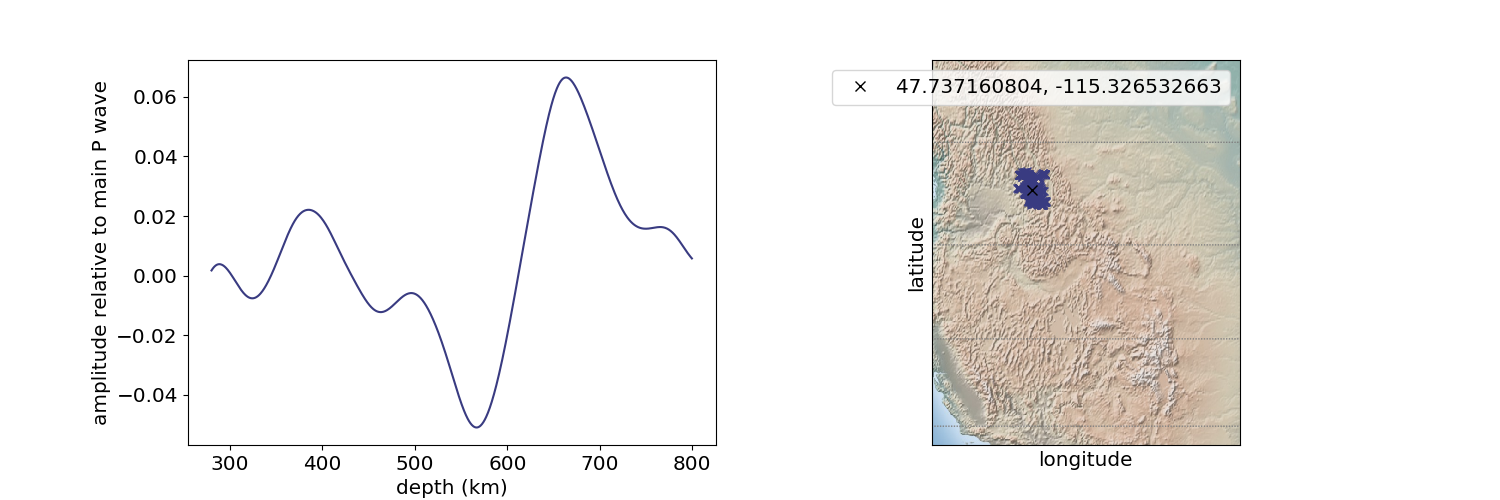 amplitude relative to main P wave
0.06
0.04
0.02
0.00
−0.02
−0.04
300 400 500 600 700 800
depth (km)
× 47.737160804, -115.326532663
latitude
longitude